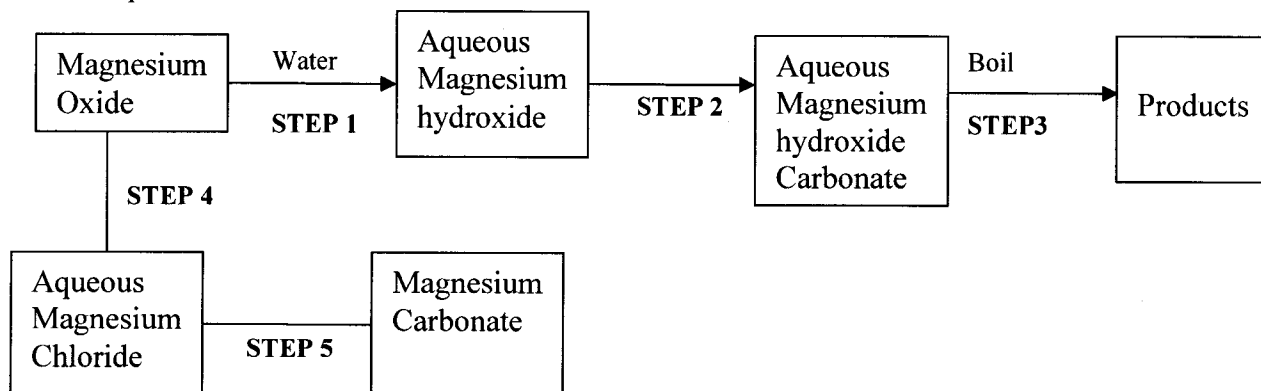 Magnesium
Oxide
Water
STEP 1
Aqueous
Magnesium
hydroxide
STEP 2
Aqueous
Magnesium
hydroxide
Carbonate
Boil
STEP3
Products
STEP 4
Aqueous
Magnesium
Chloride
STEP 5
Magnesium
Carbonate